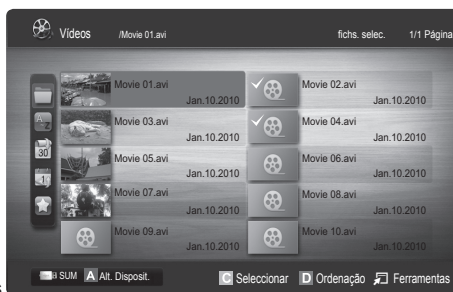 Vídeos /Movie 01.avi fichs. selec. 1/1 Página
Movie 01.avi Movie 02.avi
Jan.10.2010 Jan.10.2010
Movie 03.avi Movie 04.avi
Jan.10.2010 Jan.10.2010
Movie 05.avi Movie 06.avi
Jan.10.2010 Jan.10.2010
Movie 07.avi Movie 08.avi
Jan.10.2010 Jan.10.2010
Movie 09.avi Movie 10.avi
Jan.10.2010 Jan.10.2010
a SUM A Alt. Disposit. C Seleccionar D Ordenação Ferramentas